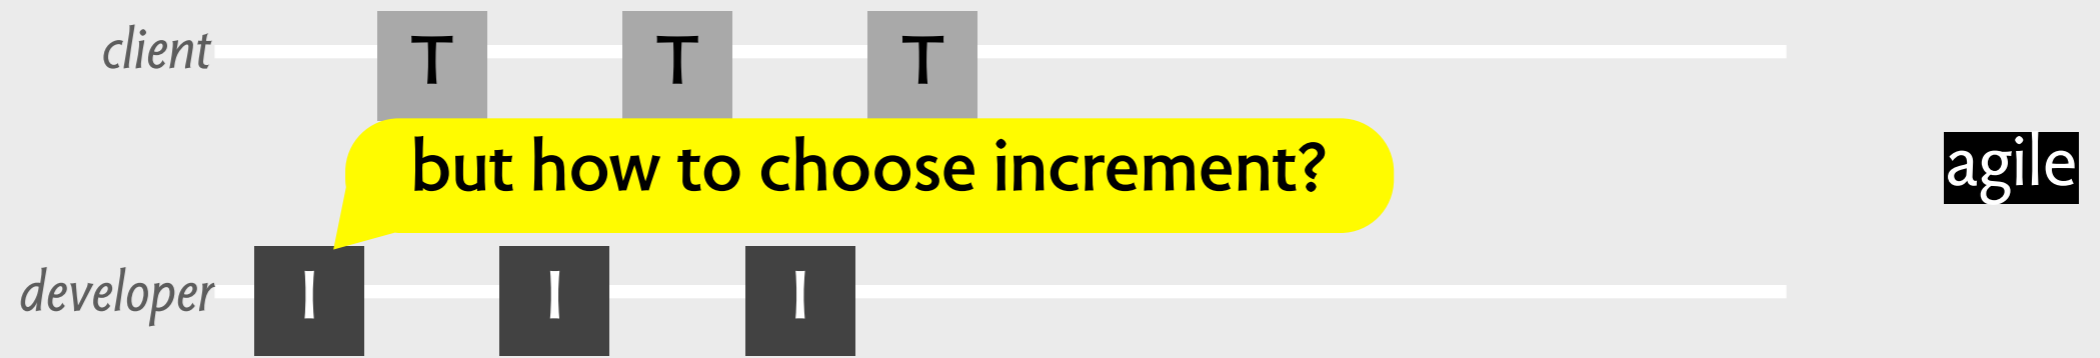 client T T T
but how to choose increment?
agile
developer I I I